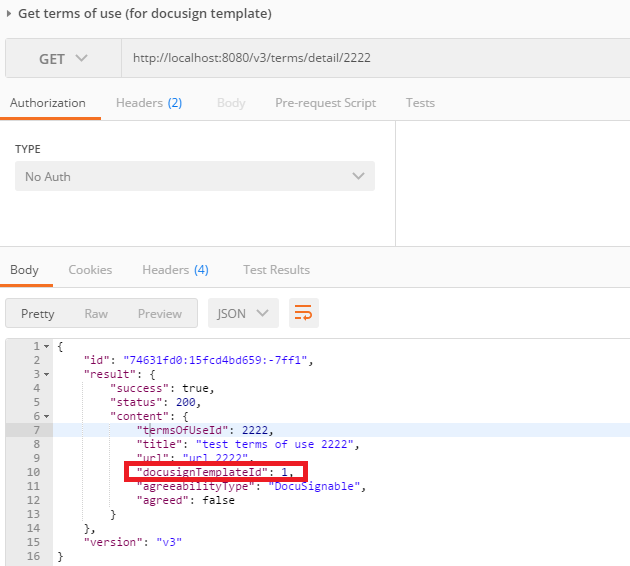 Get terms of use (for docusign template)
GET http://localhost:8080/v3/terms/detail/2222
Authorization Headers (2) Body Pre-request Script Tests
TYPE
No Auth
Body Cookies Headers (4) Test Results
Pretty Raw Preview JSON
1 {
2 "id": "74631fd0:15fcd4bd659:-7ff1",
3 "result": {
4 "success": true,
5 "status": 200,
6 "content": {
7 "termsOfUseId": 2222,
8 "title": "test terms of use 2222",
9 "url": "url 2222",
10 "docusignTemplateId": 1,
11 "agreeabilityType": "DocuSignable",
12 "agreed": false
13 }
14 },
15 "version": "v3"
16 }